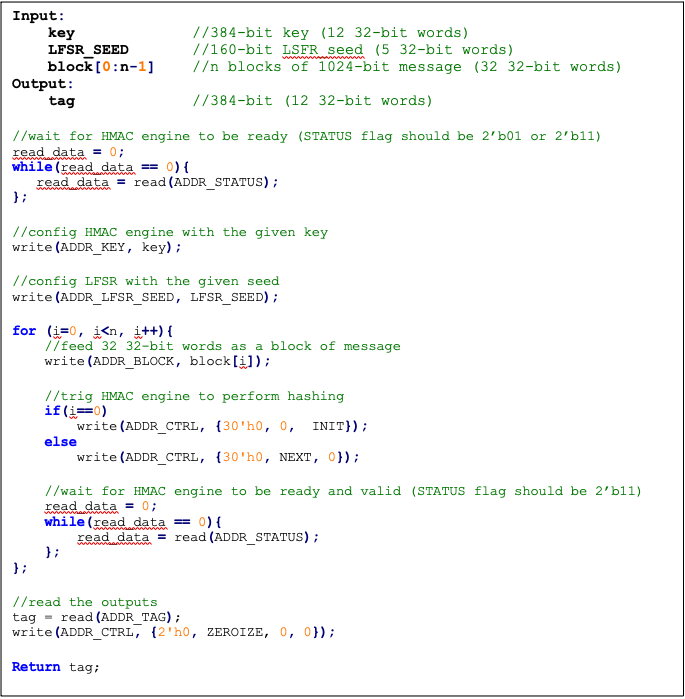 Input:
key //384-bit key (12 32-bit words)
LFSR_SEED //160-bit LSFR seed (5 32-bit words)
block[0:n-1] //n blocks of 1024-bit message (32 32-bit words)
Output:
tag //384-bit (12 32-bit words)
//wait for HMAC engine to be ready (STATUS flag should be 2’b01 or 2’b11)
read_data = 0;
while(read_data == 0){
read_data = read(ADDR_STATUS);
};
//config HMAC engine with the given key
write(ADDR_KEY, key);
//config LFSR with the given seed
write(ADDR_LFSR_SEED, LFSR_SEED);
for (i=0, i<n, i++){
//feed 32 32-bit words as a block of message
write(ADDR_BLOCK, block[i]);
//trig HMAC engine to perform hashing
if(i==0)
write(ADDR_CTRL, {30'h0, 0, INIT});
else
write(ADDR_CTRL, {30'h0, NEXT, 0});
//wait for HMAC engine to be ready and valid (STATUS flag should be 2’b11)
read_data = 0;
while(read_data == 0){
read_data = read(ADDR_STATUS);
};
};
//read the outputs
tag = read(ADDR_TAG);
write(ADDR_CTRL, {2'h0, ZEROIZE, 0, 0});
Return tag;